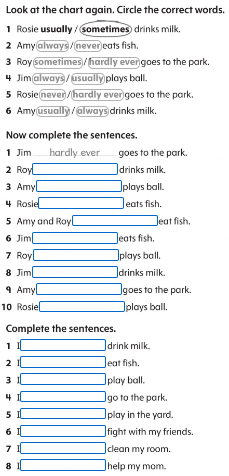 Look at the chart again. Circle the correct words.
1 Rosie usually / sometimes drinks milk.
2 Amy always / never eats fish.
3 Roy sometimes / hardly ever goes to the park.
4 Jim always / usually plays ball.
5 Rosie never / hardly ever goes to the park.
6 Amy usually / always drinks milk.
Now complete the sentences.
1 Jim hardly ever goes to the park.
2 Roy drinks milk.
3 Amy plays ball.
4 Rosie eats fish.
5 Amy and Roy eat fish.
6 Jim eats fish.
7 Roy plays ball.
8 Jim drinks milk.
9 Amy goes to the park.
10 Rosie plays ball.
Complete the sentences.
1 I drink milk.
2 I eat fish.
3 I play ball.
4 I go to the park.
5 I play in the yard.
6 I fight with my friends.
7 I clean my room.
8 I help my mom.